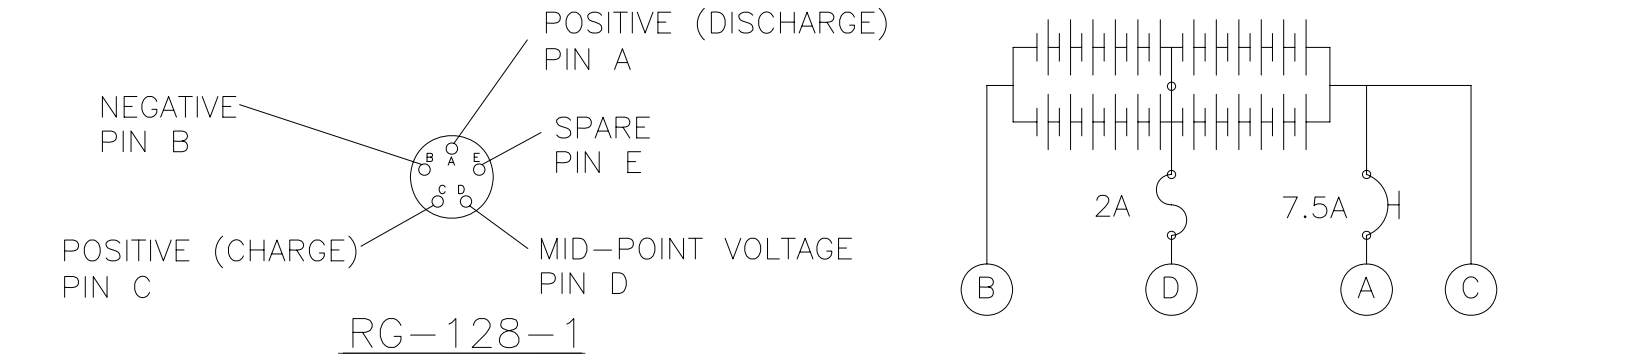 POSITIVE (DISCHARGE)
PIN A
NEGATIVE
PIN B
SPARE
PIN E
B
A
E
C
D
POSITIVE (CHARGE)
PIN C
MID-POINT VOLTAGE
PIN D
RG-128-1
2A
7.5A
B
D
A
C